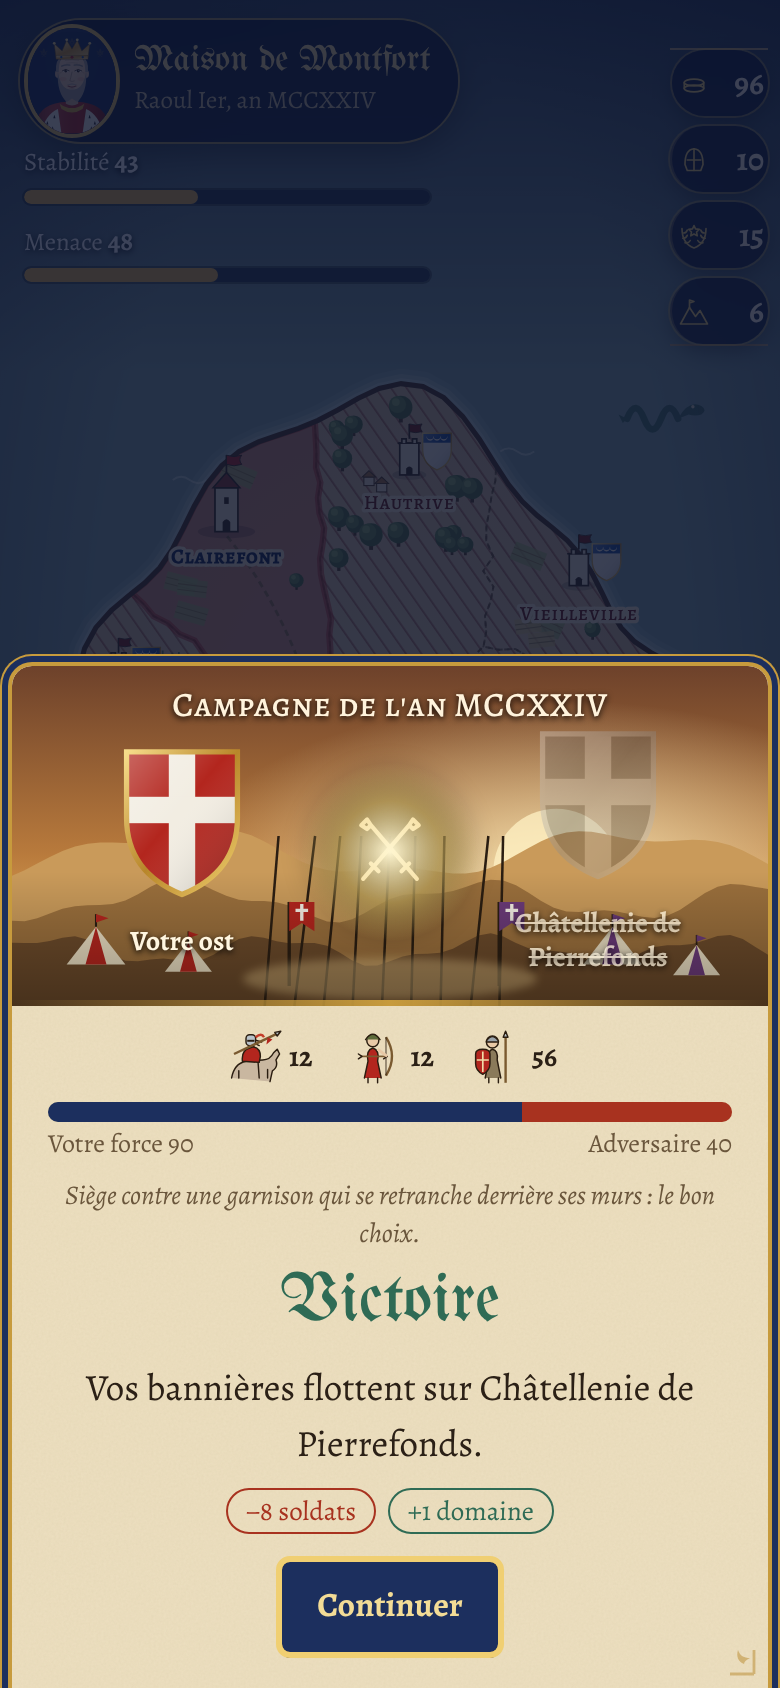 Maison de Montfort
Raoul Ier, an MCCXXIV
96
Stabilité 43
10
Menace 48
15
6
HAUTRIVE
CLAIREFONT
VIEILLEVILLE
CAMPAGNE DE L'AN MCCXXIV
Votre ost
Châtellenie de
Pierrefonds
12
12
56
Votre force 90
Adversaire 40
Siège contre une garnison qui se retranche derrière ses murs : le bon
choix.
Victoire
Vos bannières flottent sur Châtellenie de
Pierrefonds.
−8 soldats
+1 domaine
Continuer